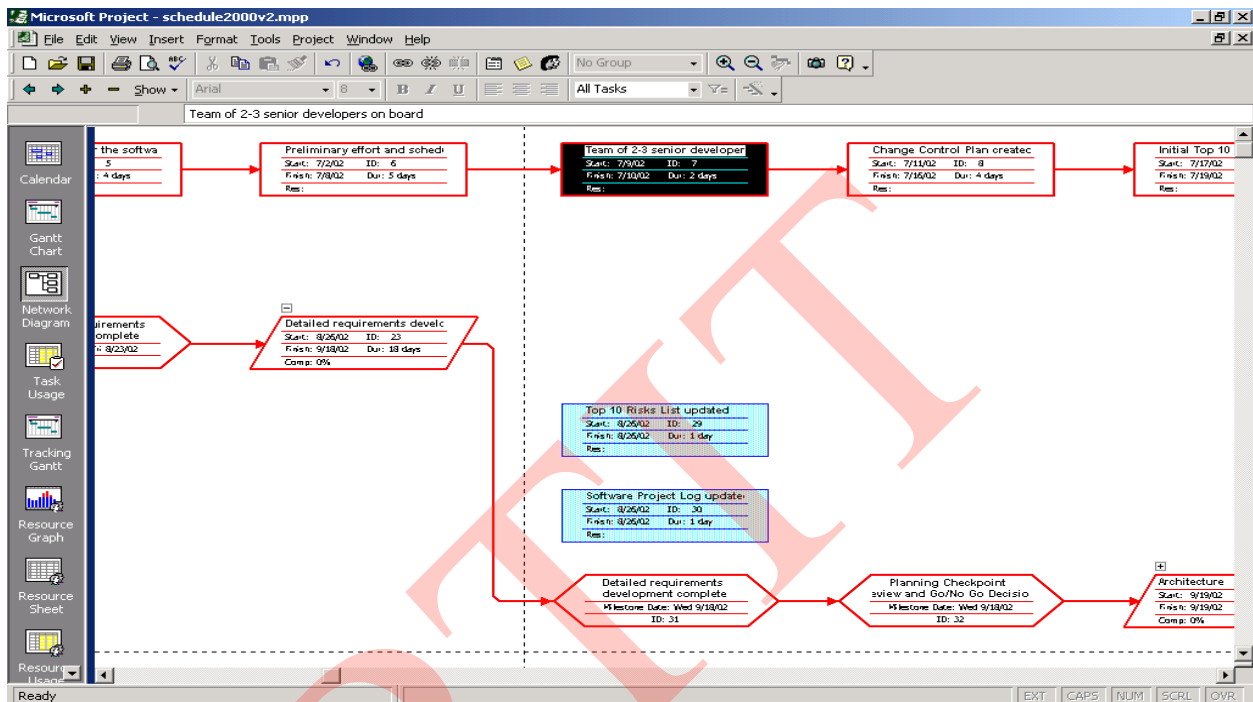 Microsoft Project - schedule2000v2.mpp
File Edit View Insert Format Tools Project Window Help
No Group
Show Arial 8 B I U All Tasks
Team of 2-3 senior developers on board
Calendar
Gantt
Chart
Network
Diagram
Task
Usage
Tracking
Gantt
Resource
Graph
Resource
Sheet
Resource
Usage
the softwa
5
: 4 days
Preliminary effort and sched
Start: 7/2/02 ID: 6
Finish: 7/8/02 Dur: 5 days
Res:
Team of 2-3 senior developer
Start: 7/9/02 ID: 7
Finish: 7/10/02 Dur: 2 days
Res:
Change Control Plan createc
Start: 7/11/02 ID: 8
Finish: 7/16/02 Dur: 4 days
Res:
Initial Top 10
Start: 7/17/02
Finish: 7/19/02
Res:
uirements
omplete
8/23/02
Detailed requirements develc
Start: 8/26/02 ID: 23
Finish: 9/18/02 Dur: 18 days
Comp: 0%
Top 10 Risks List updated
Start: 8/26/02 ID: 29
Finish: 8/26/02 Dur: 1 day
Res:
Software Project Log update
Start: 8/26/02 ID: 30
Finish: 8/26/02 Dur: 1 day
Res:
Detailed requirements
development complete
Milestone Date: Wed 9/18/02
ID: 31
Planning Checkpoint
eview and Go/No Go Decisio
Milestone Date: Wed 9/18/02
ID: 32
Architecture
Start: 9/19/02
Finish: 9/19/02
Comp: 0%
Ready
EXT CAPS NUM SCRL OVR